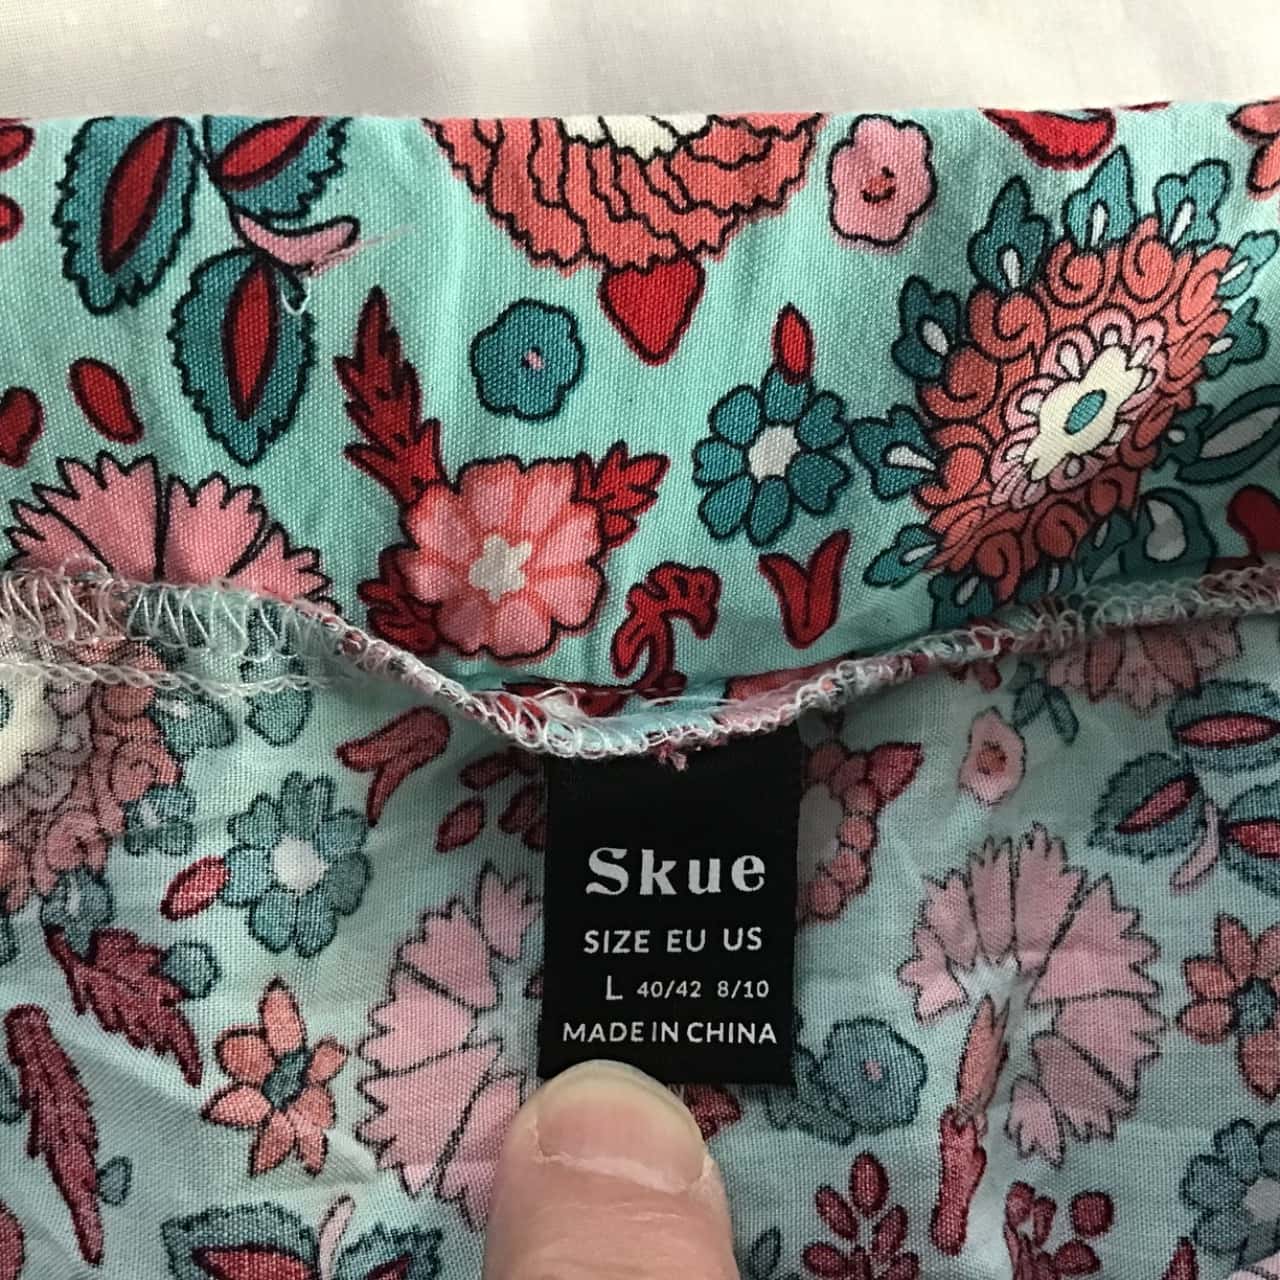 Skue
SIZE EU US
L 40/42 8/10
MADE IN CHINA